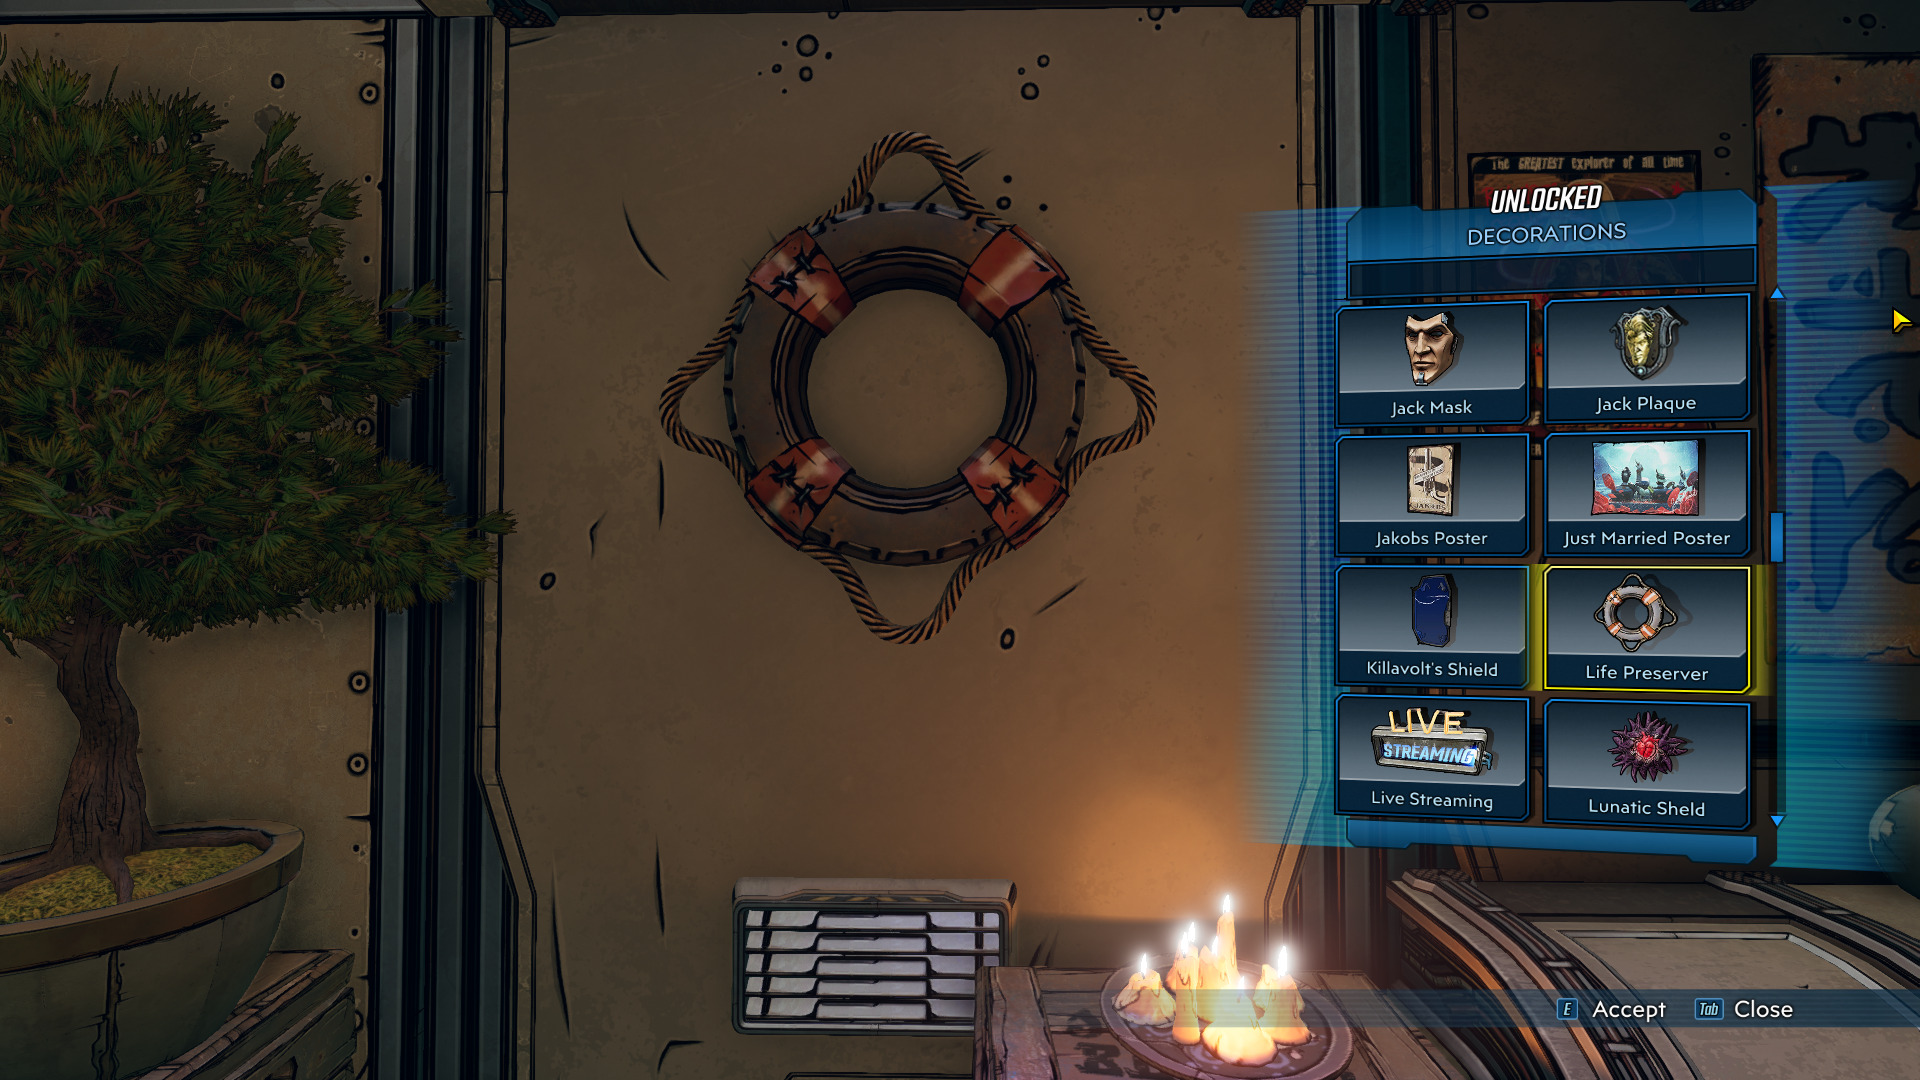 The GREATEST explorer of all time
UNLOCKED
DECORATIONS
Jack Mask
Jack Plaque
JAKOBS
Jakobs Poster
Just Married Poster
Killavolt's Shield
Life Preserver
LIVE
STREAMING
Live Streaming
Lunatic Sheld
E Accept Tab Close